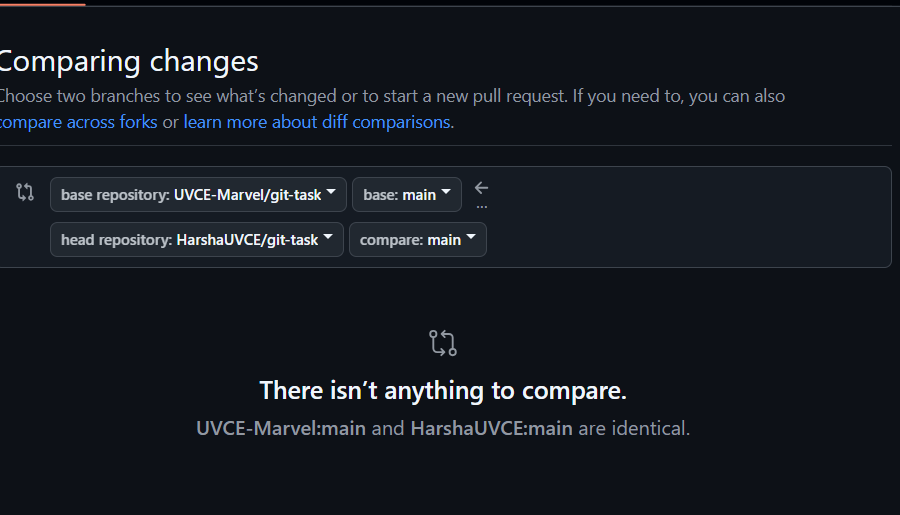 Comparing changes
Choose two branches to see what's changed or to start a new pull request. If you need to, you can also
compare across forks or learn more about diff comparisons.
base repository: UVCE-Marvel/git-task base: main
...
head repository: HarshaUVCE/git-task compare: main
There isn't anything to compare.
UVCE-Marvel:main and HarshaUVCE:main are identical.